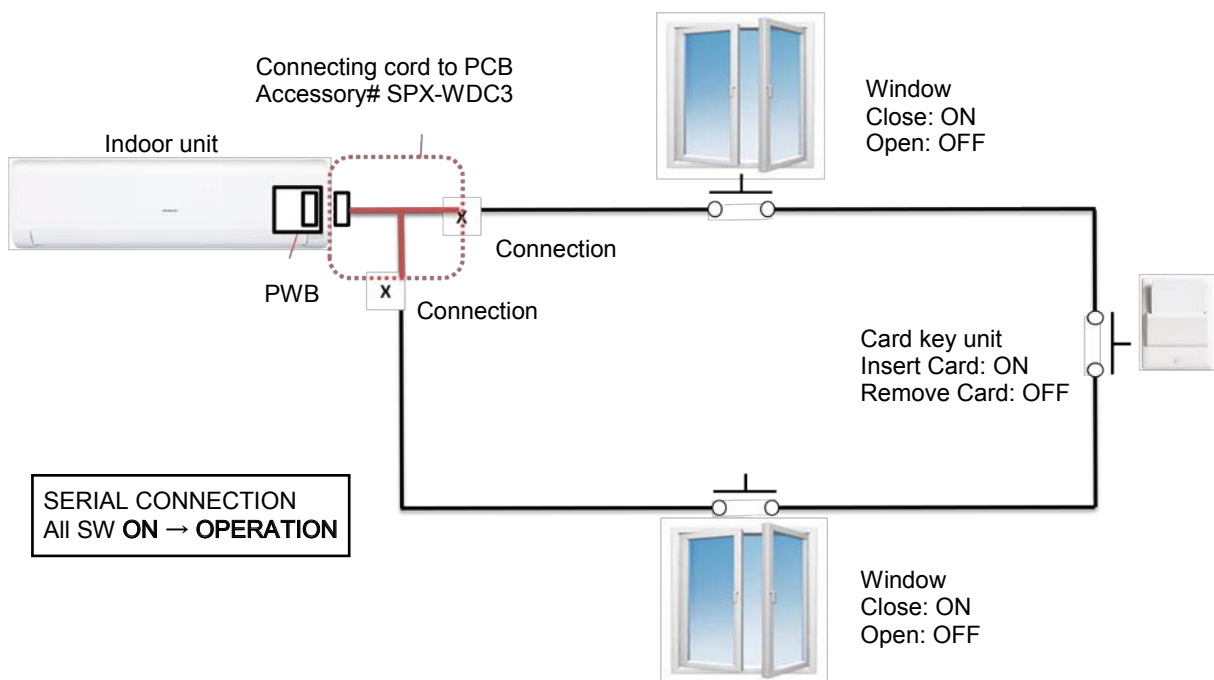 Connecting cord to PCB
Accessory# SPX-WDC3
Indoor unit
Window
Close: ON
Open: OFF
X
Connection
PWB
X
Connection
Card key unit
Insert Card: ON
Remove Card: OFF
SERIAL CONNECTION
All SW ON → OPERATION
Window
Close: ON
Open: OFF